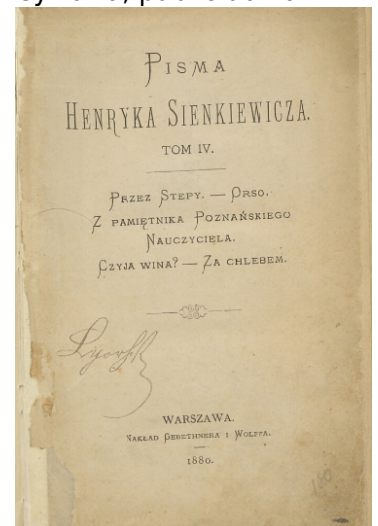 Pisma
Henryka Sienkiewicza.
TOM IV.
Przez Stepy. — Orso.
Z pamiętnika Poznańskiego
Nauczyciela.
Czyja wina? — Za chlebem.
WARSZAWA.
Nakład Gebethnera i Wolffa.
1880.